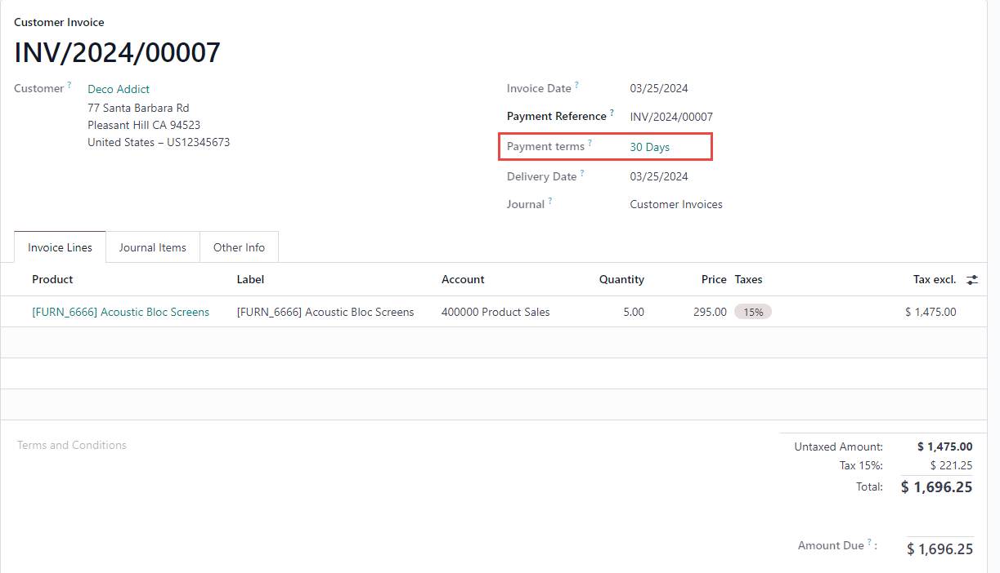 Customer Invoice
INV/2024/00007
Customer ? Deco Addict
77 Santa Barbara Rd
Pleasant Hill CA 94523
United States – US12345673
Invoice Date ? 03/25/2024
Payment Reference ? INV/2024/00007
Payment terms ? 30 Days
Delivery Date ? 03/25/2024
Journal ? Customer Invoices
Invoice Lines Journal Items Other Info
Product Label Account Quantity Price Taxes Tax excl.
[FURN_6666] Acoustic Bloc Screens [FURN_6666] Acoustic Bloc Screens 400000 Product Sales 5.00 295.00 15% $ 1,475.00
Terms and Conditions
Untaxed Amount: $ 1,475.00
Tax 15%: $ 221.25
Total: $ 1,696.25
Amount Due ? : $ 1,696.25